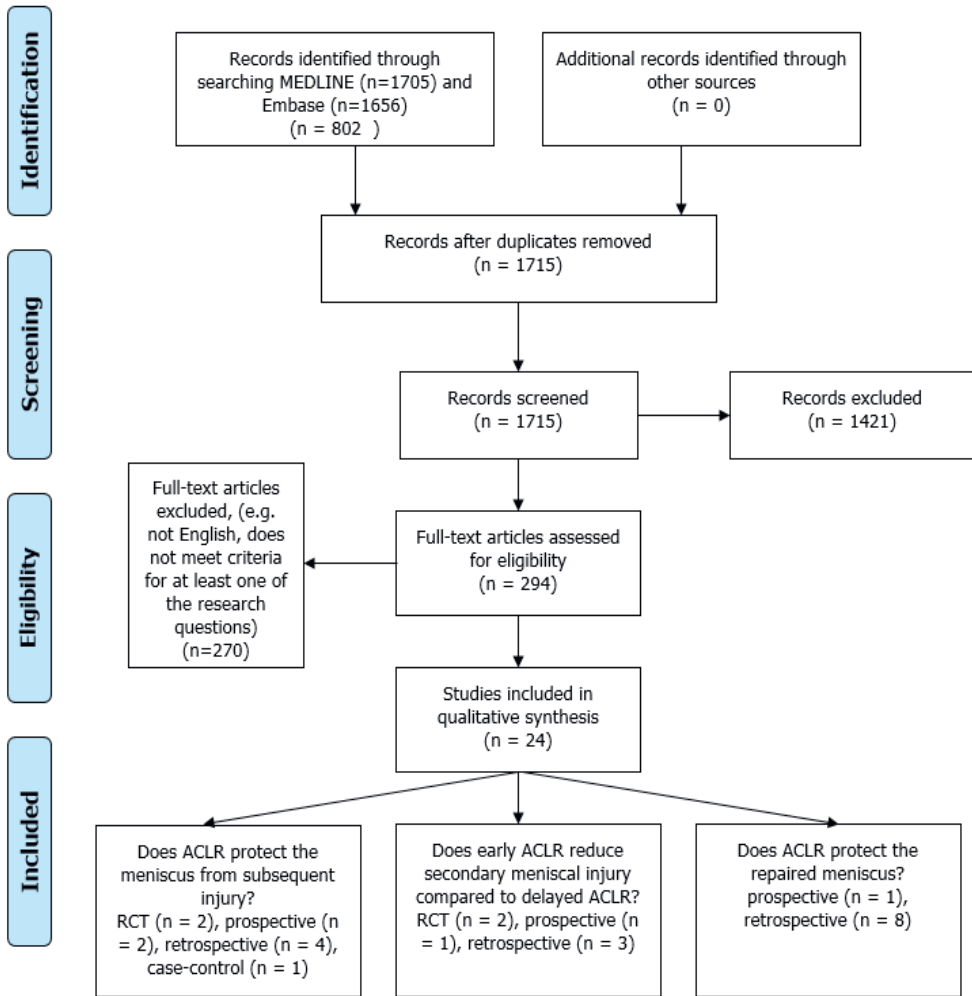 Identification
Records identified through
searching MEDLINE (n=1705) and
Embase (n=1656)
(n = 802 )
Additional records identified through
other sources
(n = 0)
Records after duplicates removed
(n = 1715)
Screening
Records screened
(n = 1715)
Records excluded
(n = 1421)
Eligibility
Full-text articles
excluded, (e.g.
not English, does
not meet criteria
for at least one of
the research
questions)
(n=270)
Full-text articles assessed
for eligibility
(n = 294)
Studies included in
qualitative synthesis
(n = 24)
Included
Does ACLR protect the
meniscus from subsequent
injury?
RCT (n = 2), prospective (n
= 2), retrospective (n = 4),
case-control (n = 1)
Does early ACLR reduce
secondary meniscal injury
compared to delayed ACLR?
RCT (n = 2), prospective (n
= 1), retrospective (n = 3)
Does ACLR protect the
repaired meniscus?
prospective (n = 1),
retrospective (n = 8)